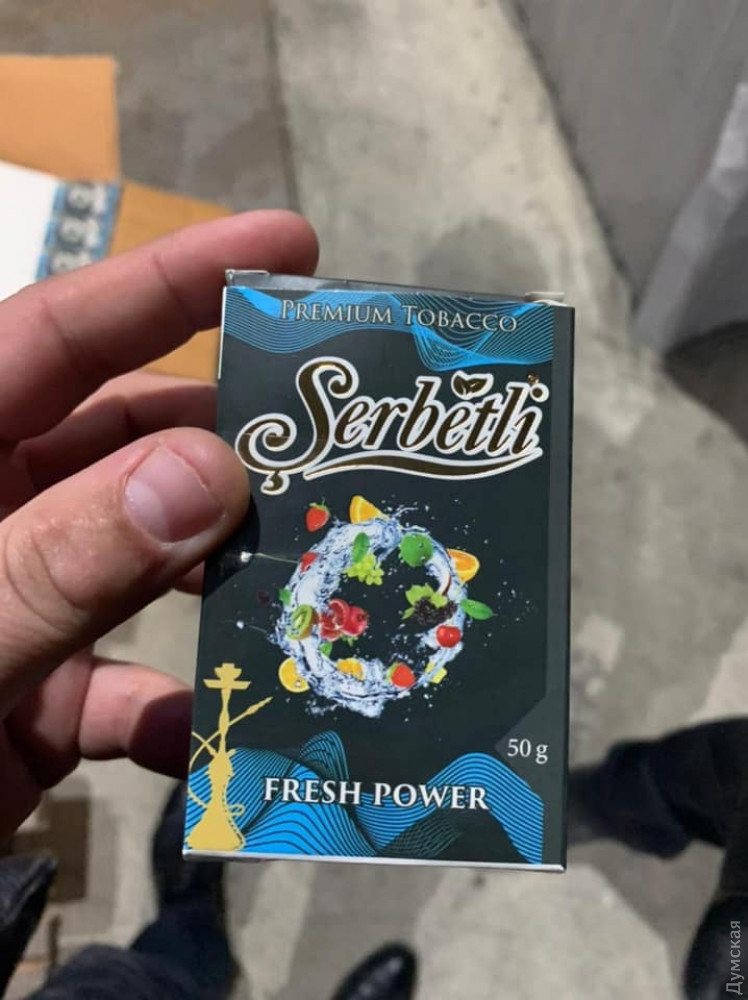 PREMIUM TOBACCO
Şerbetli
50 g
FRESH POWER
Думская